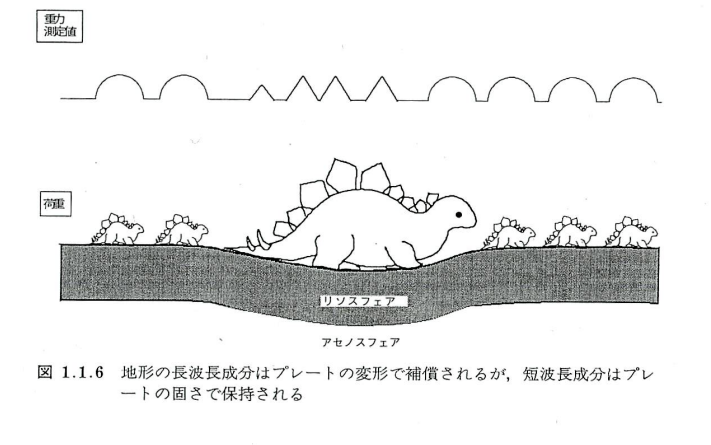 重力
測定値
荷重
リソスフェア
アセノスフェア
図 1.1.6 地形の長波長成分はプレートの変形で補償されるが，短波長成分はプレ
ートの固さで保持される